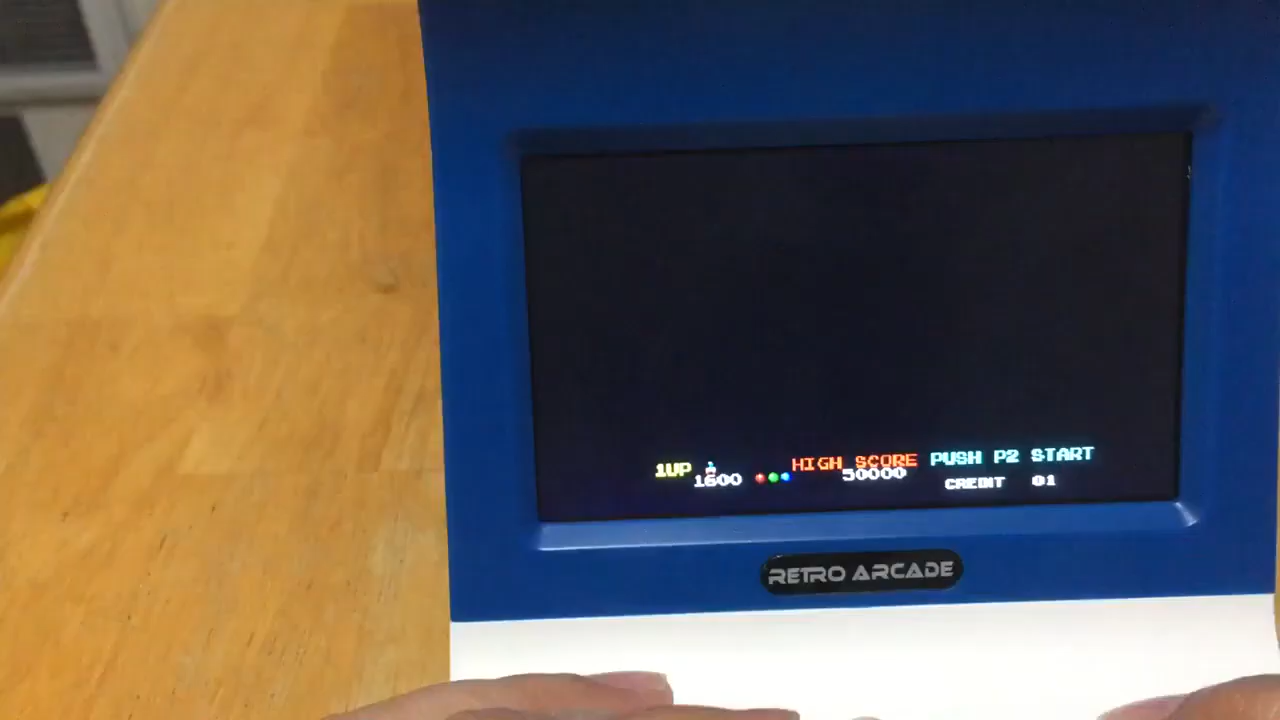 1UP HIGH SCORE PUSH P2 START
1600 50000 CREDIT 01
RETRO ARCADE